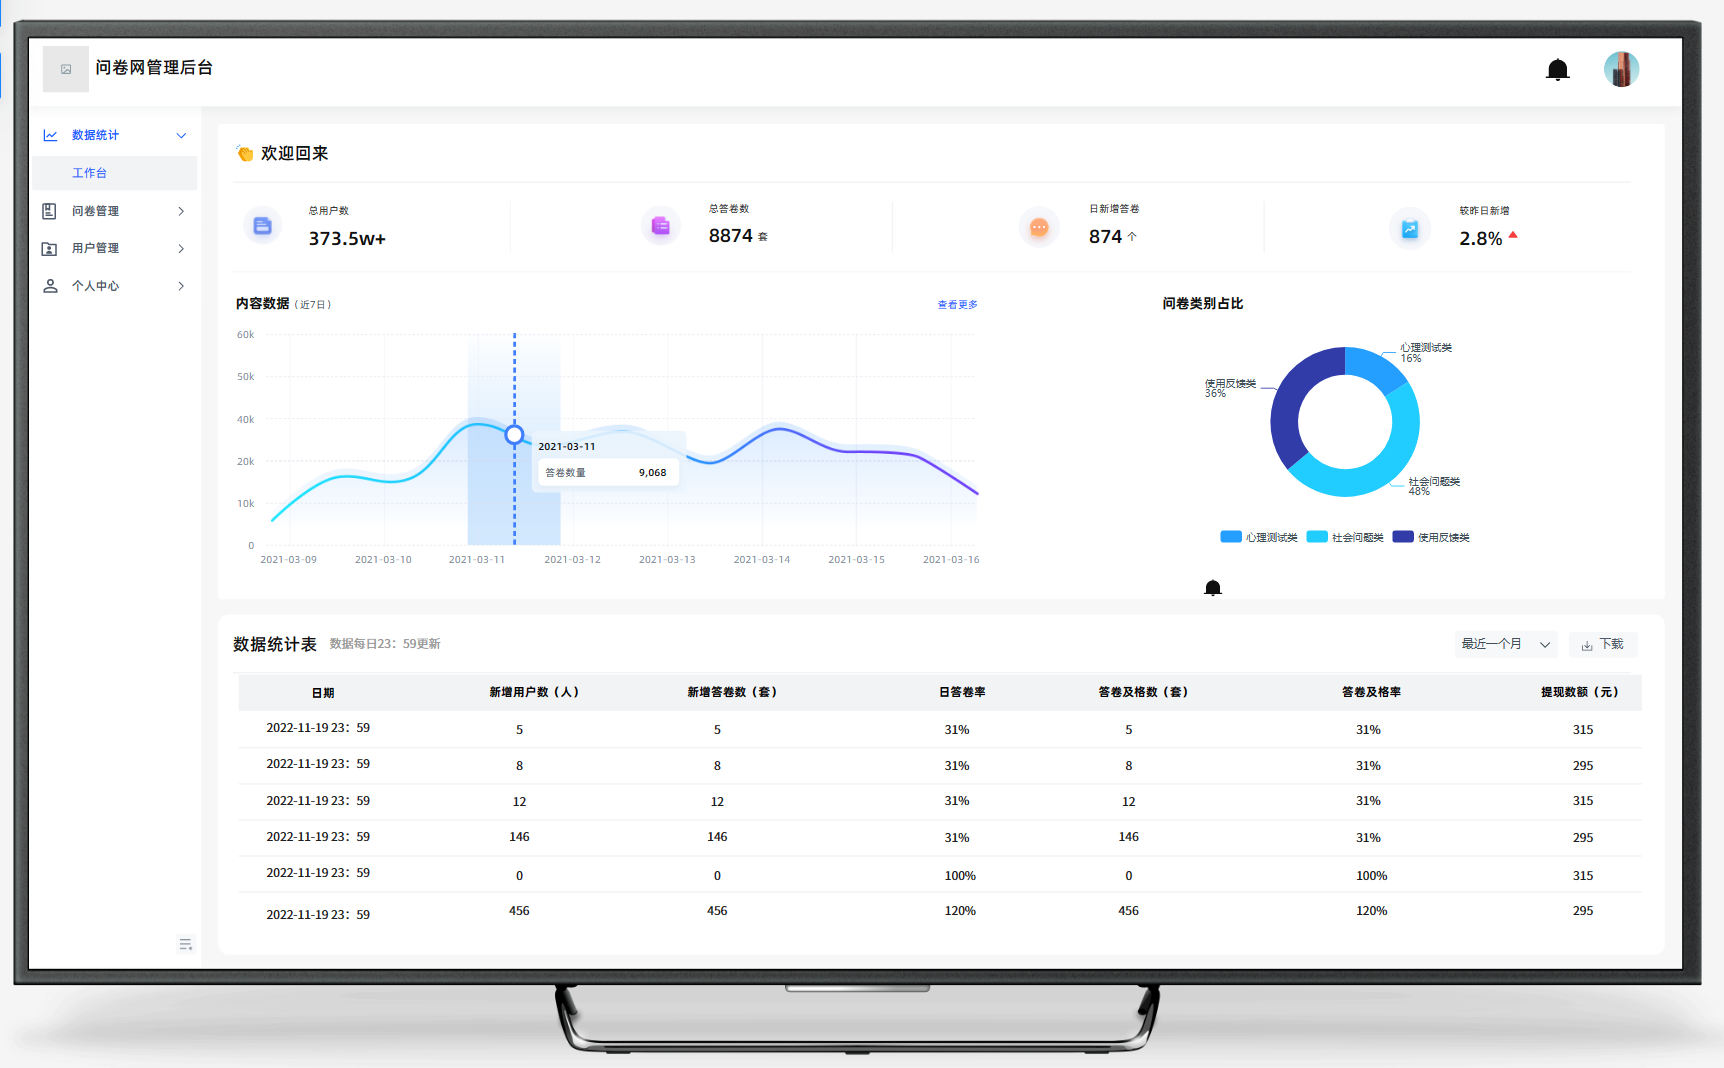 问卷网管理后台
数据统计
工作台
问卷管理
用户管理
个人中心
欢迎回来
总用户数
373.5w+
总答卷数
8874 套
日新增答卷
874 个
较昨日新增
2.8%
内容数据（近7日）
查看更多
60k
50k
40k
20k
10k
0
2021-03-09 2021-03-10 2021-03-11 2021-03-12 2021-03-13 2021-03-14 2021-03-15 2021-03-16
2021-03-11
答卷数量 9,068
问卷类别占比
心理测试类
16%
使用反馈类
36%
社会问题类
48%
心理测试类 社会问题类 使用反馈类
数据统计表 数据每日23：59更新
最近一个月 下载
日期 新增用户数（人） 新增答卷数（套） 日答卷率 答卷及格数（套） 答卷及格率 提现数额（元）
2022-11-19 23：59 5 5 31% 5 31% 315
2022-11-19 23：59 8 8 31% 8 31% 295
2022-11-19 23：59 12 12 31% 12 31% 315
2022-11-19 23：59 146 146 31% 146 31% 295
2022-11-19 23：59 0 0 100% 0 100% 315
2022-11-19 23：59 456 456 120% 456 120% 295